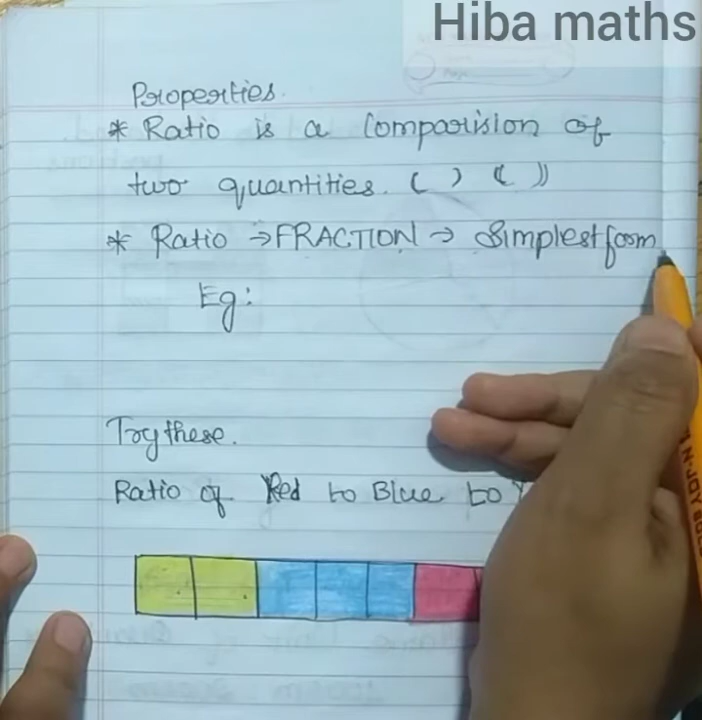 Hiba maths
Properties.
* Ratio is a Comparision of
two quantities. ( ) ( ))
* Ratio → FRACTION → Simplest form
Eg:
Try these.
Ratio of Red to Blue to
N-JOY